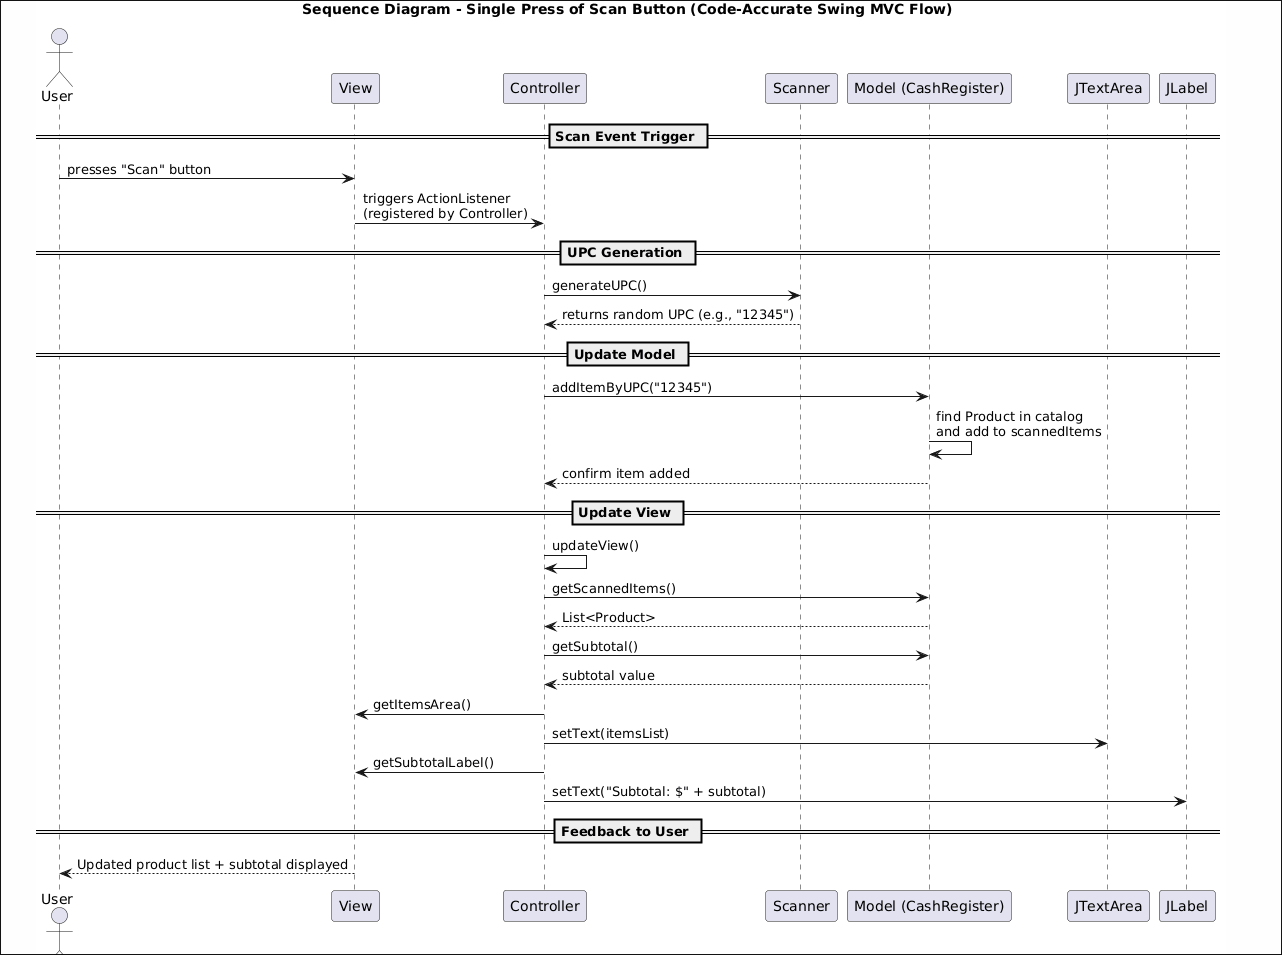 Sequence Diagram - Single Press of Scan Button (Code-Accurate Swing MVC Flow)
User
View
Controller
Scanner
Model (CashRegister)
JTextArea
JLabel
Scan Event Trigger
presses "Scan" button
triggers ActionListener
(registered by Controller)
UPC Generation
generateUPC()
returns random UPC (e.g., "12345")
Update Model
addItemByUPC("12345")
find Product in catalog
and add to scannedItems
confirm item added
Update View
updateView()
getScannedItems()
List<Product>
getSubtotal()
subtotal value
getItemsArea()
setText(itemsList)
getSubtotalLabel()
setText("Subtotal: $" + subtotal)
Feedback to User
Updated product list + subtotal displayed
User
View
Controller
Scanner
Model (CashRegister)
JTextArea
JLabel